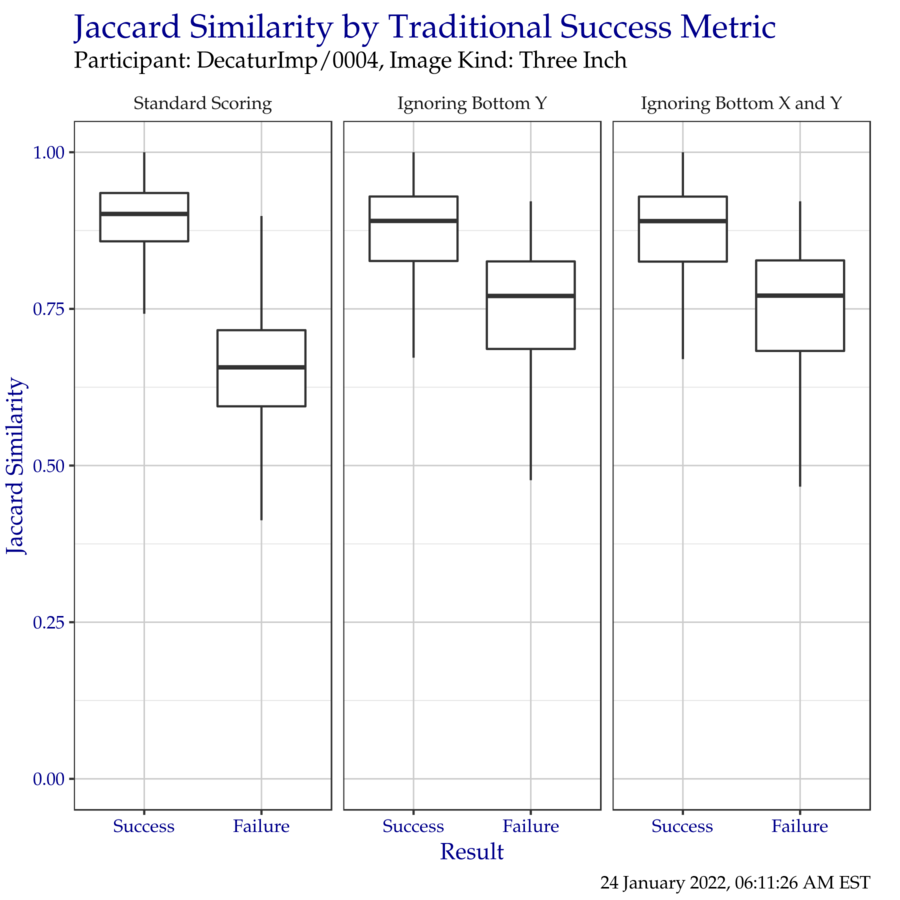 Jaccard Similarity by Traditional Success Metric
Participant: DecaturImp/0004, Image Kind: Three Inch
Standard Scoring
Ignoring Bottom Y
Ignoring Bottom X and Y
1.00
0.75
0.50
0.25
0.00
Jaccard Similarity
Success
Failure
Success
Failure
Success
Failure
Result
24 January 2022, 06:11:26 AM EST